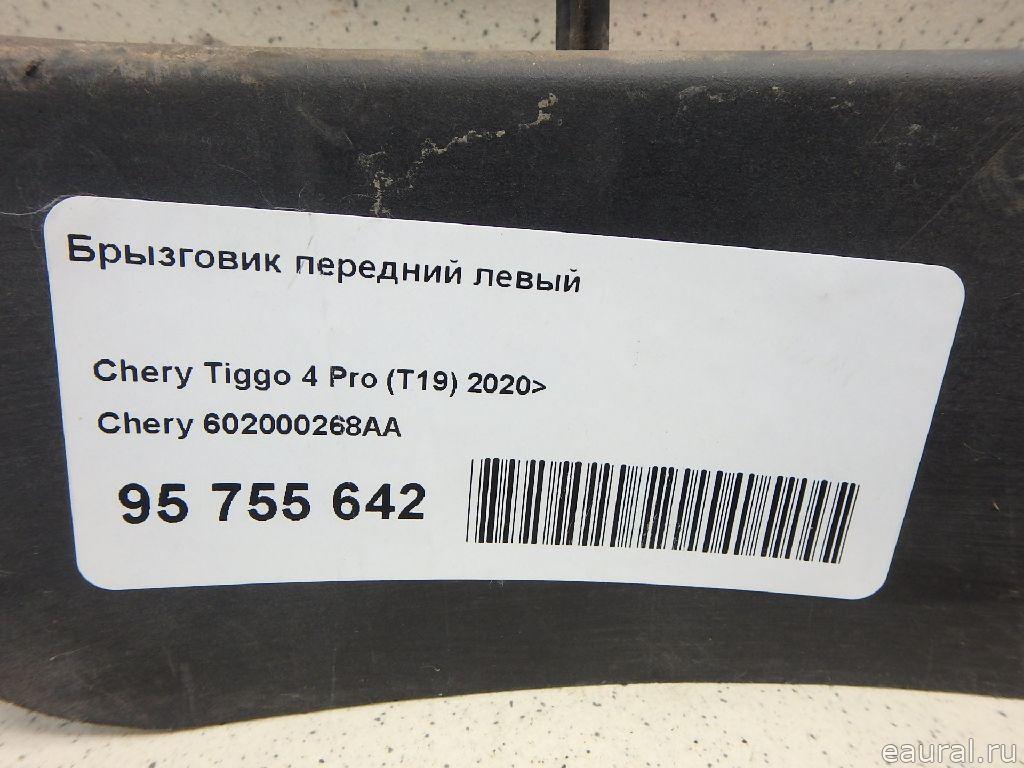 Брызговик передний левый
Chery Tiggo 4 Pro (T19) 2020>
Chery 602000268AA
95 755 642
eaural.ru